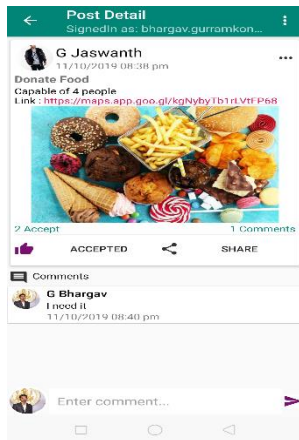 Post Detail
SignedIn as: bhargav.gurramkon...
G Jaswanth
11/10/2019 08:38 pm
Donate Food
Capable of 4 people
Link : https://maps.app.goo.gl/kgNybyTb1rLVtFP68
2 Accept
1 Comments
ACCEPTED
SHARE
Comments
G Bhargav
I need it
11/10/2019 08:40 pm
Enter comment...